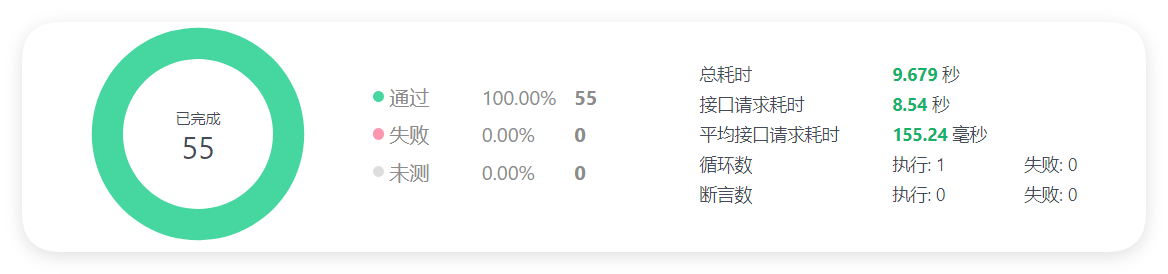 已完成
55
通过 100.00% 55
失败 0.00% 0
未测 0.00% 0
总耗时 9.679 秒
接口请求耗时 8.54 秒
平均接口请求耗时 155.24 毫秒
循环数 执行: 1 失败: 0
断言数 执行: 0 失败: 0